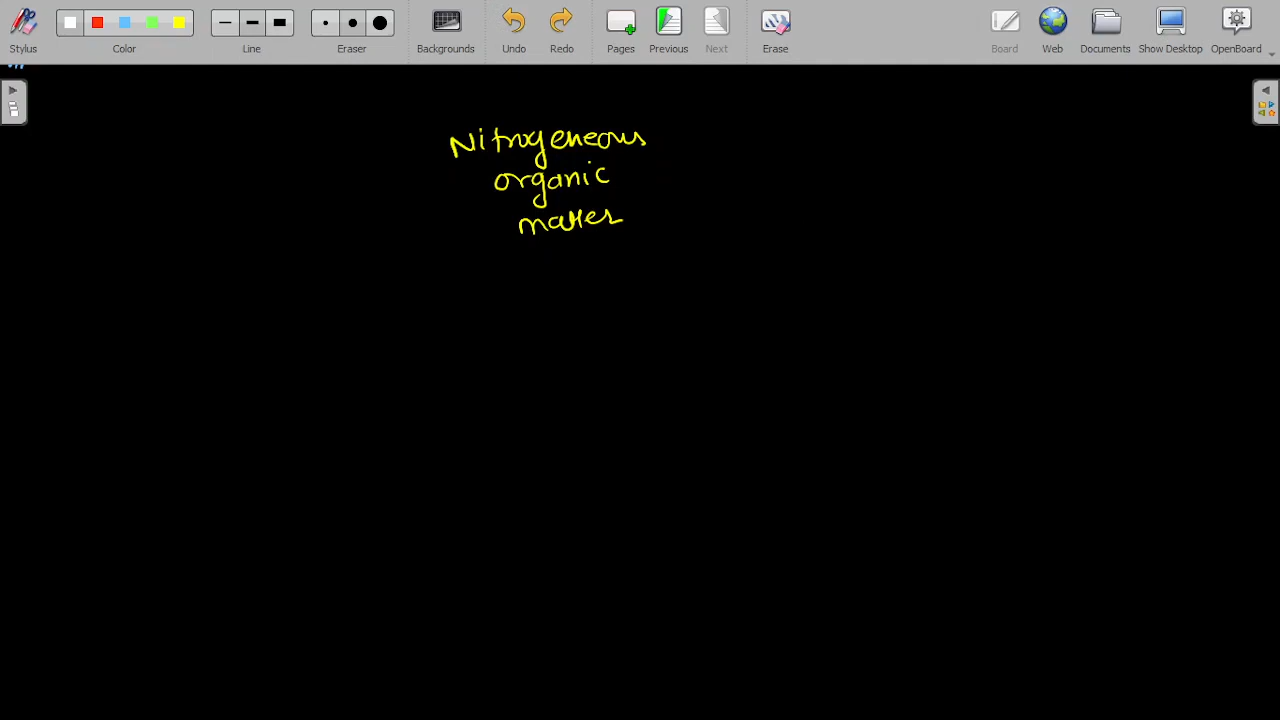 Stylus
Color
Line
Eraser
Backgrounds
Undo
Redo
Pages
Previous
Next
Erase
Board
Web
Documents
Show Desktop
OpenBoard
Nitrogeneous
organic